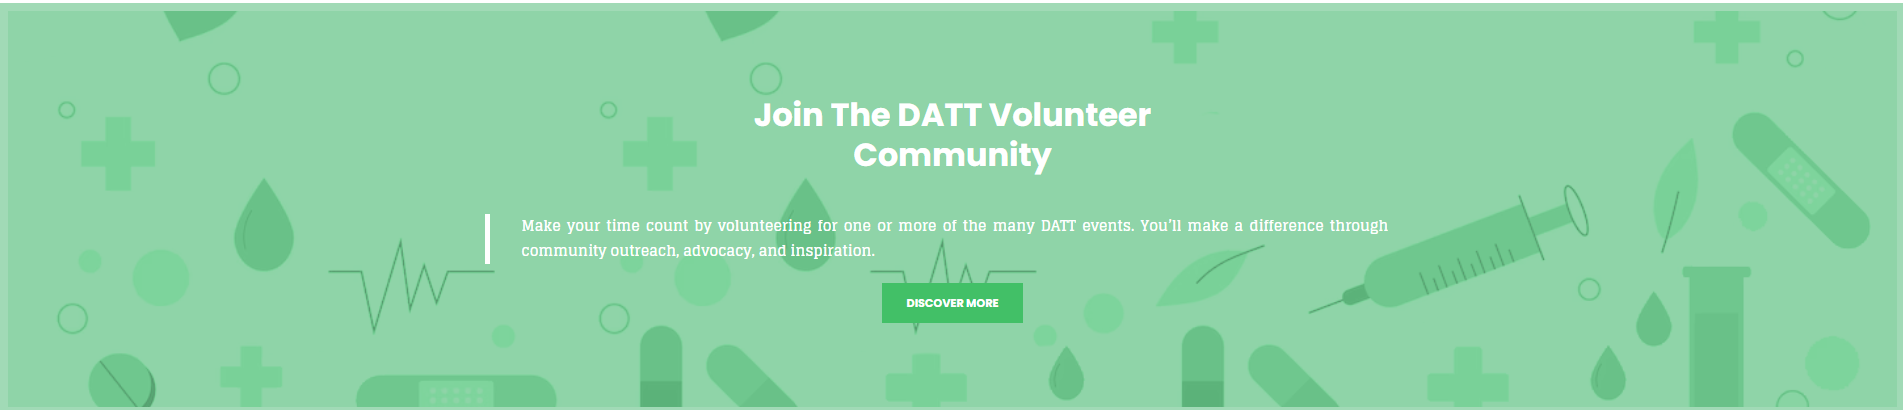 Join The DATT Volunteer
Community
Make your time count by volunteering for one or more of the many DATT events. You’ll make a difference through
community outreach, advocacy, and inspiration.
DISCOVER MORE